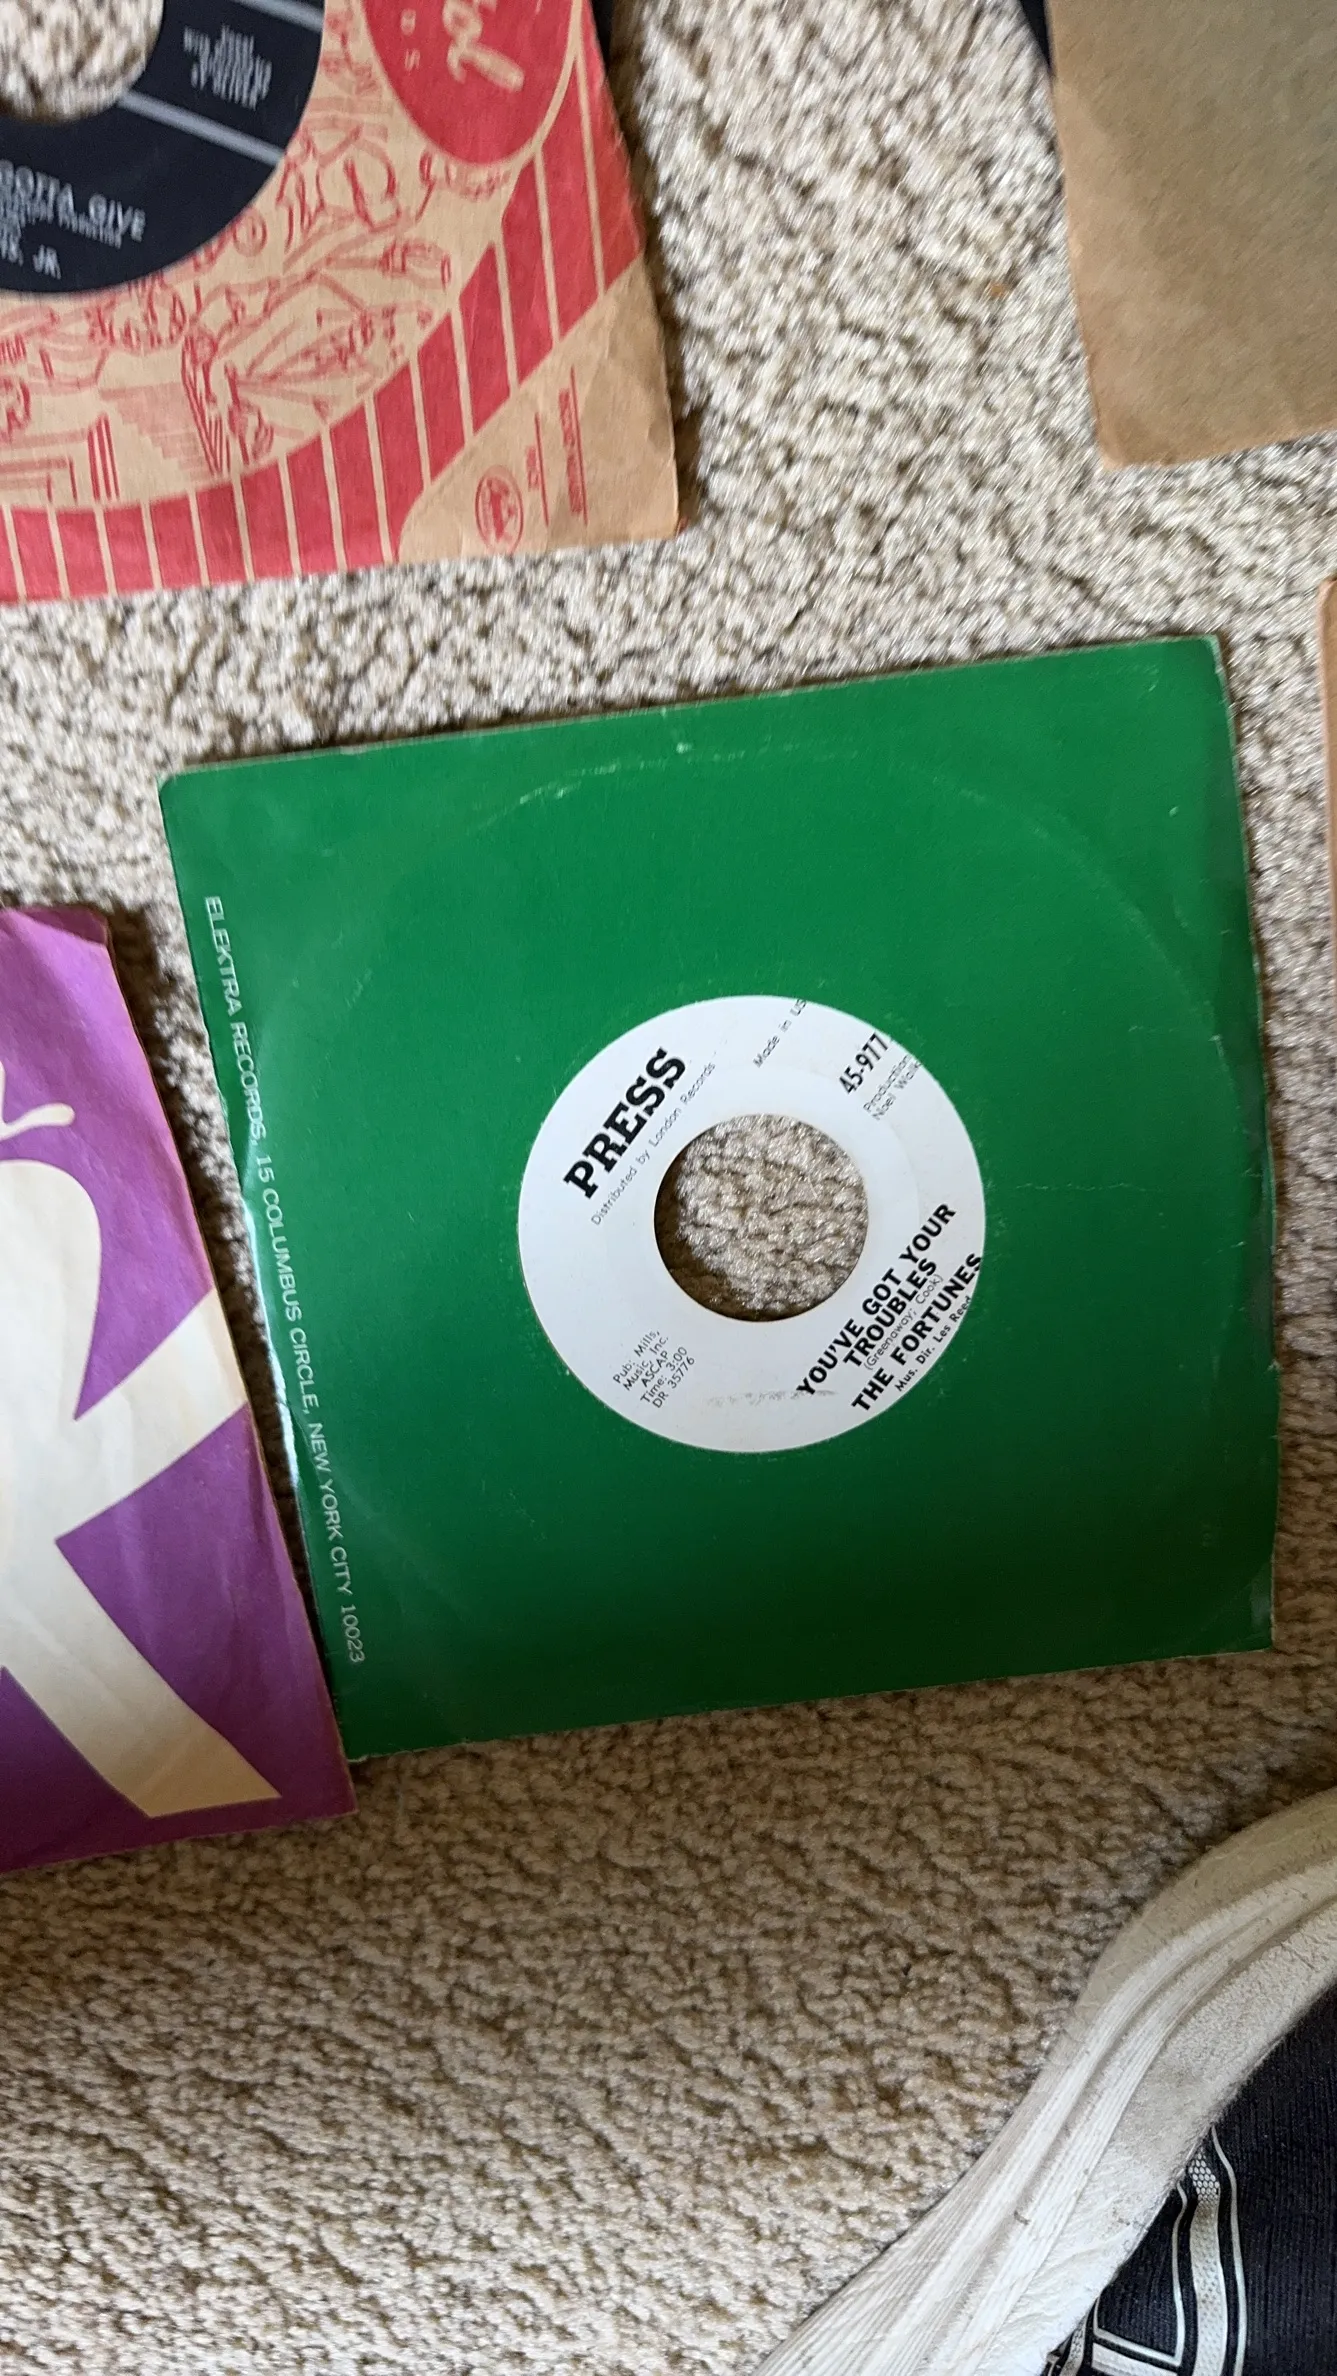 GOTTA GIVE
JR.
ELEKTRA RECORDS, 15 COLUMBUS CIRCLE, NEW YORK CITY 10023
PRESS
Distributed by London Records
Made in US
45-977
Production
Noel Walk
YOU'VE GOT YOUR
TROUBLES
(Greenaway; Cook)
THE FORTUNES
Mus. Dir. Les Reed
Pub: Mills,
Music Inc.
ASCAP
Time: 3:00
DR 35776